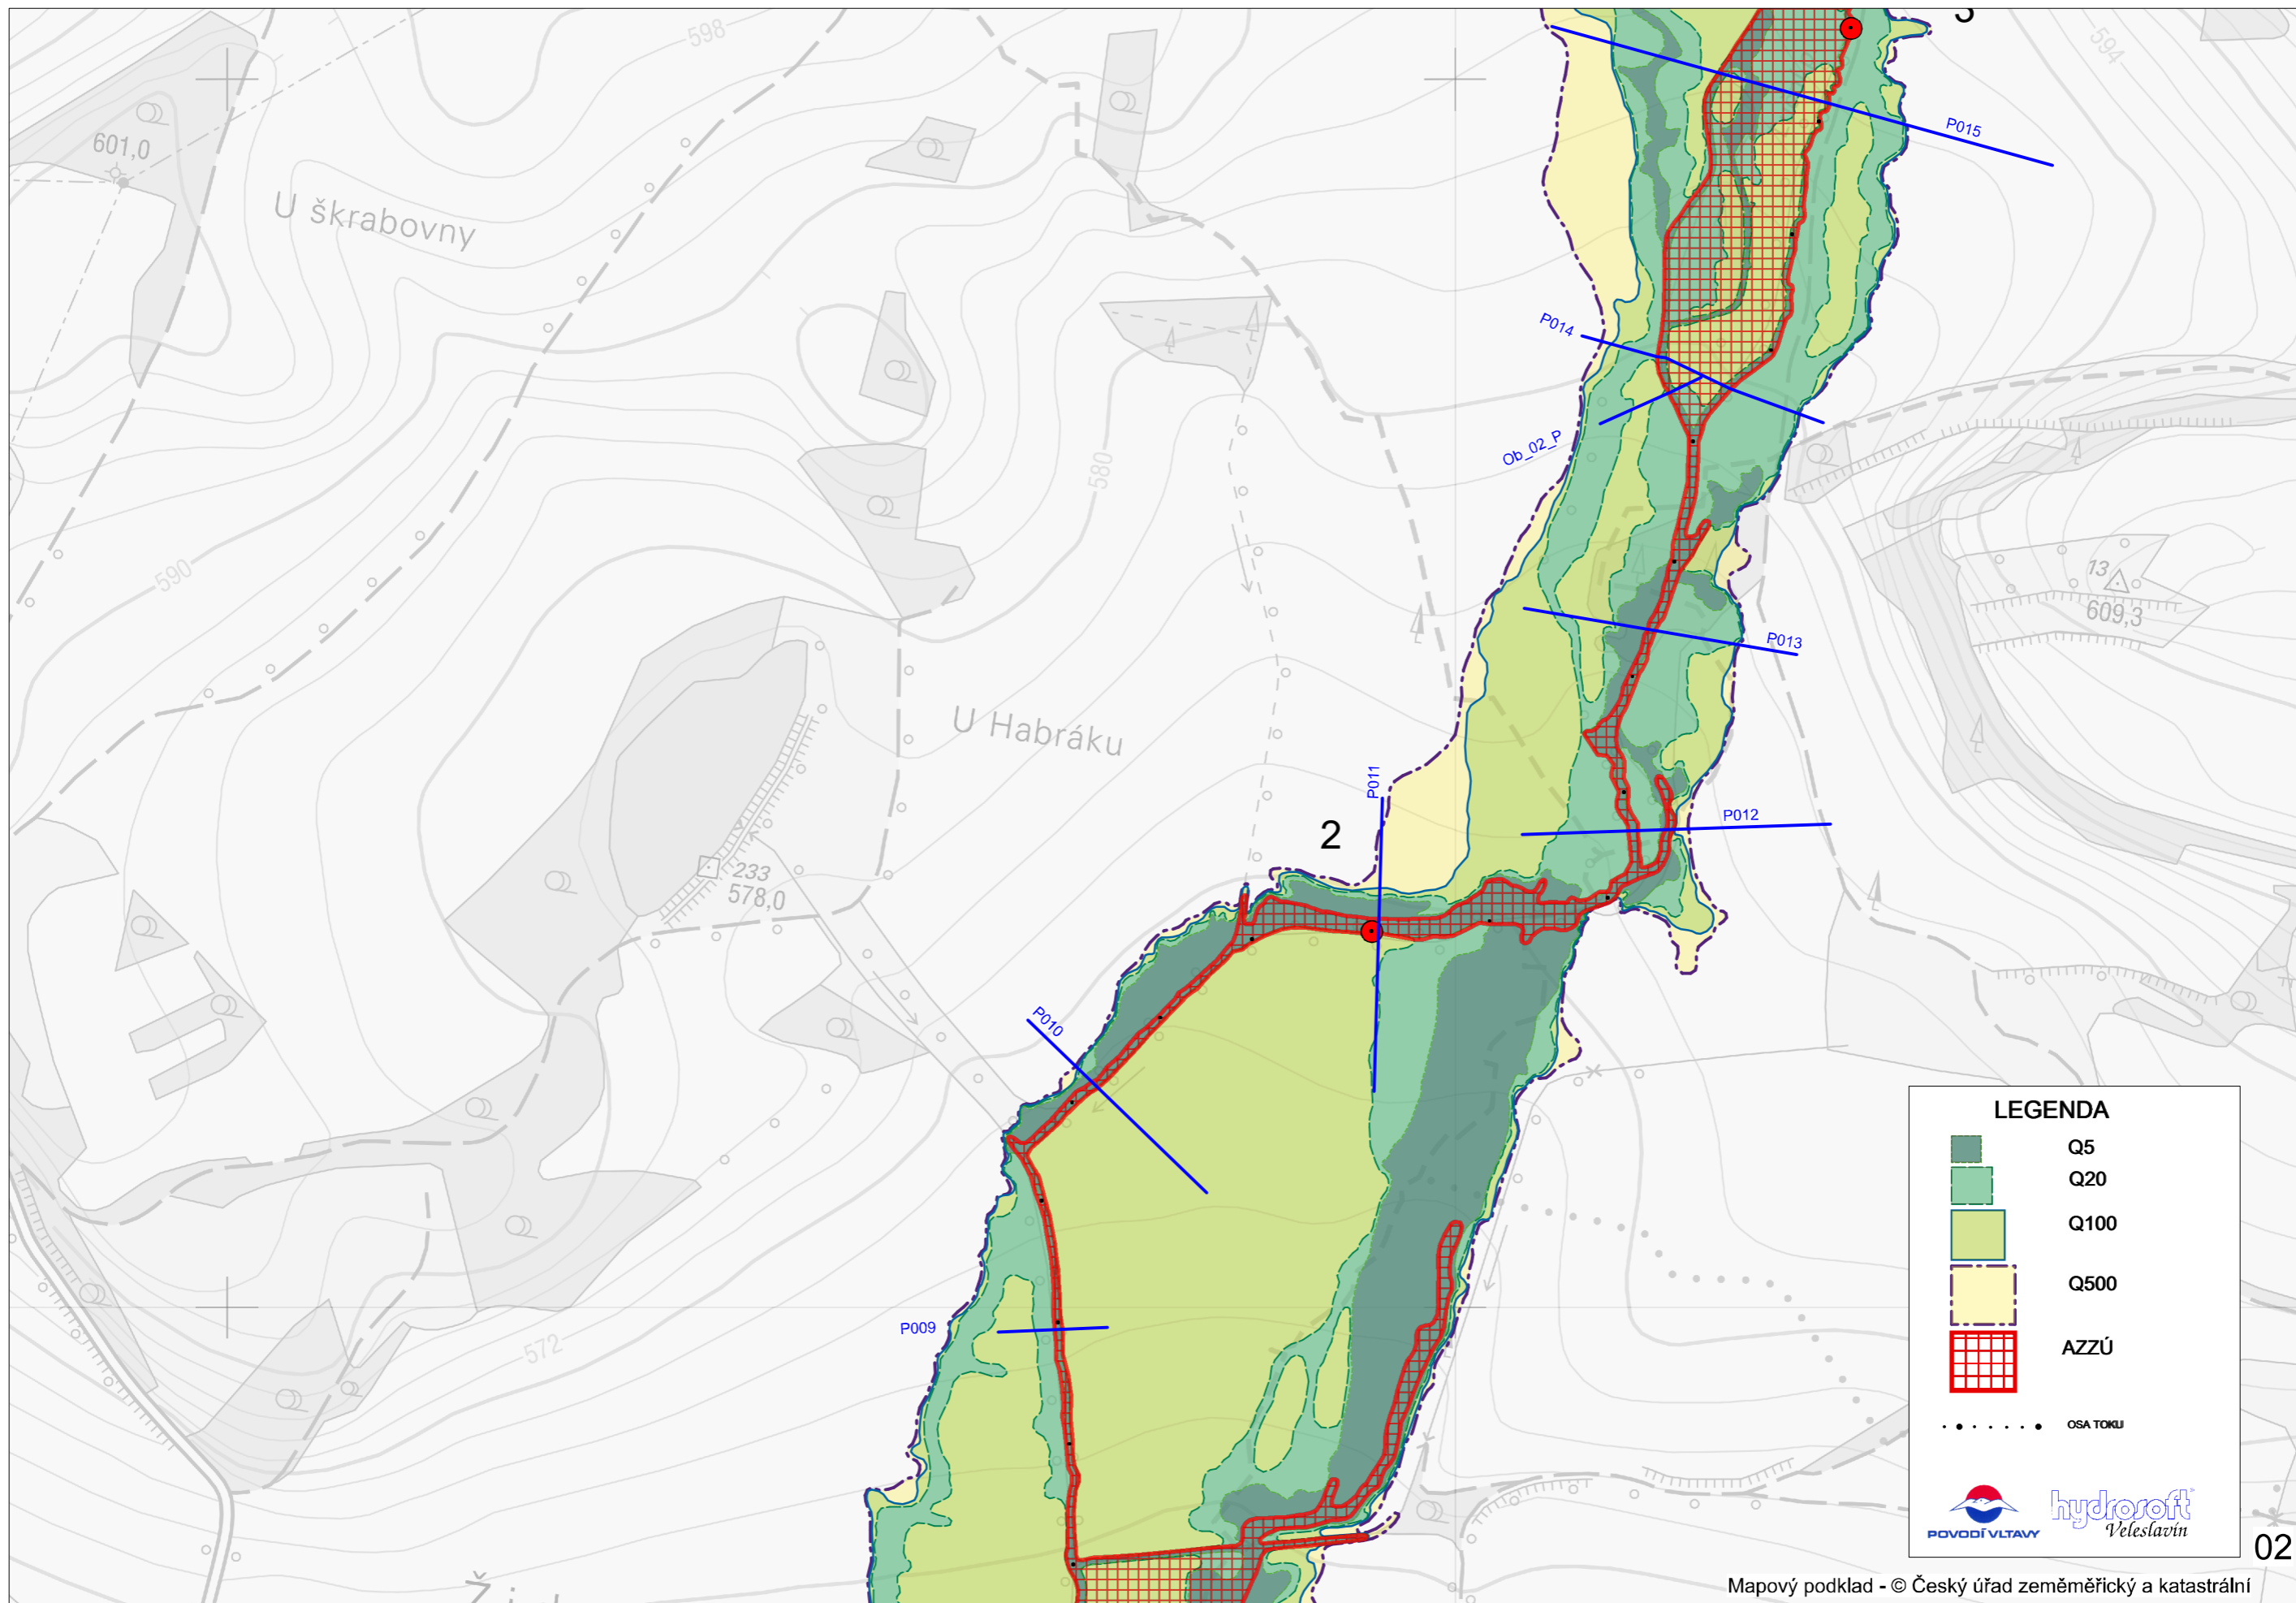 598
3
594
601,0
P015
U škrabovny
P014
Ob_02_P
580
590
13
609,3
P013
U Habráku
P011
P012
2
233
578,0
P010
P009
572
LEGENDA
Q5
Q20
Q100
Q500
AZZÚ
OSA TOKU
POVODÍ VLTAVY
hydrosoft
Veleslavín
02
Mapový podklad - © Český úřad zeměměřický a katastrální